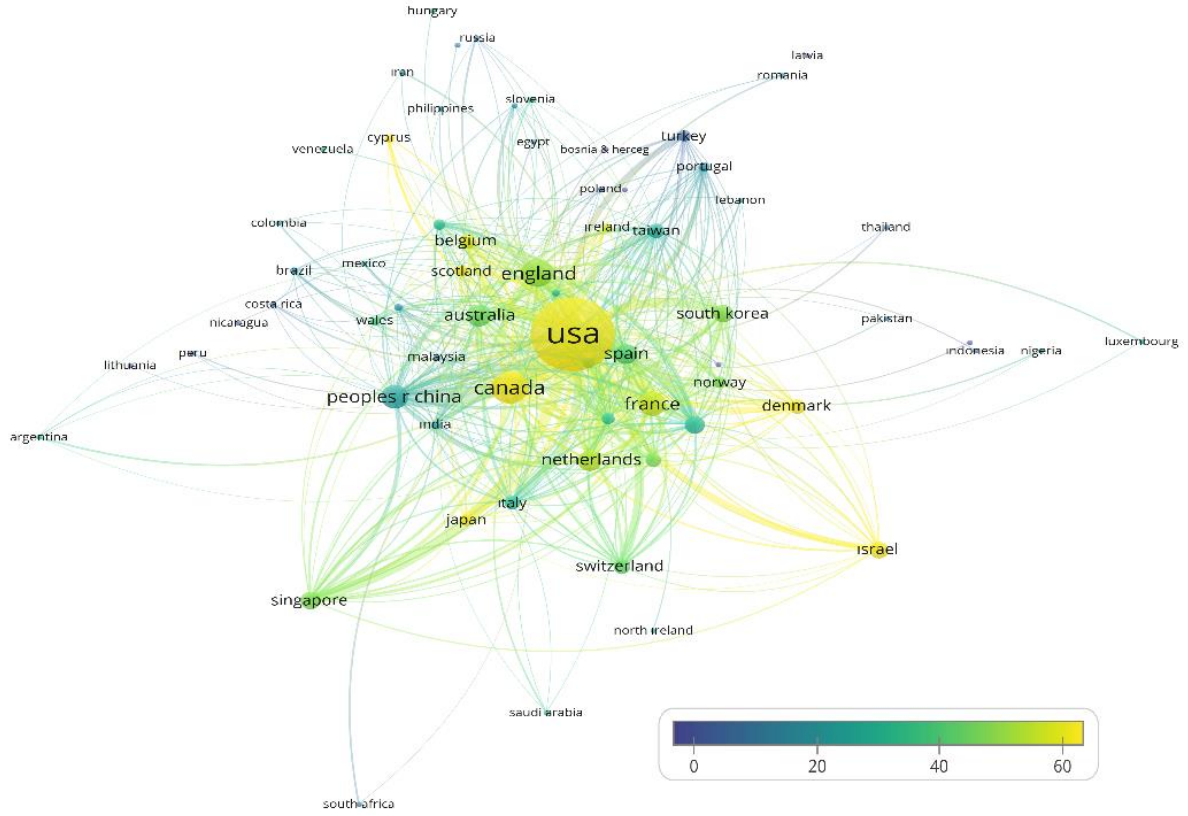 hungary
russia
latvia
iran
romania
slovenia
philippines
turkey
cyprus
egypt
venezuela
bosnia & herceg
portugal
poland
lebanon
colombia
ireland
taiwan
thailand
belgium
mexico
brazil
scotland
england
costa rica
australia
south korea
wales
nicaragua
pakistan
usa
luxembourg
peru
malaysia
spain
indonesia
nigeria
lithuania
norway
canada
peoples r china
france
denmark
india
argentina
netherlands
italy
japan
israel
switzerland
singapore
north ireland
saudi arabia
0 20 40 60
south africa